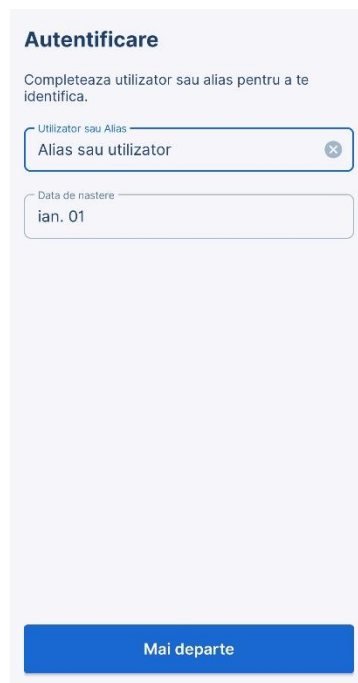 Autentificare
Completeaza utilizator sau alias pentru a te
identifica.
Utilizator sau Alias
Alias sau utilizator
Data de nastere
ian. 01
Mai departe